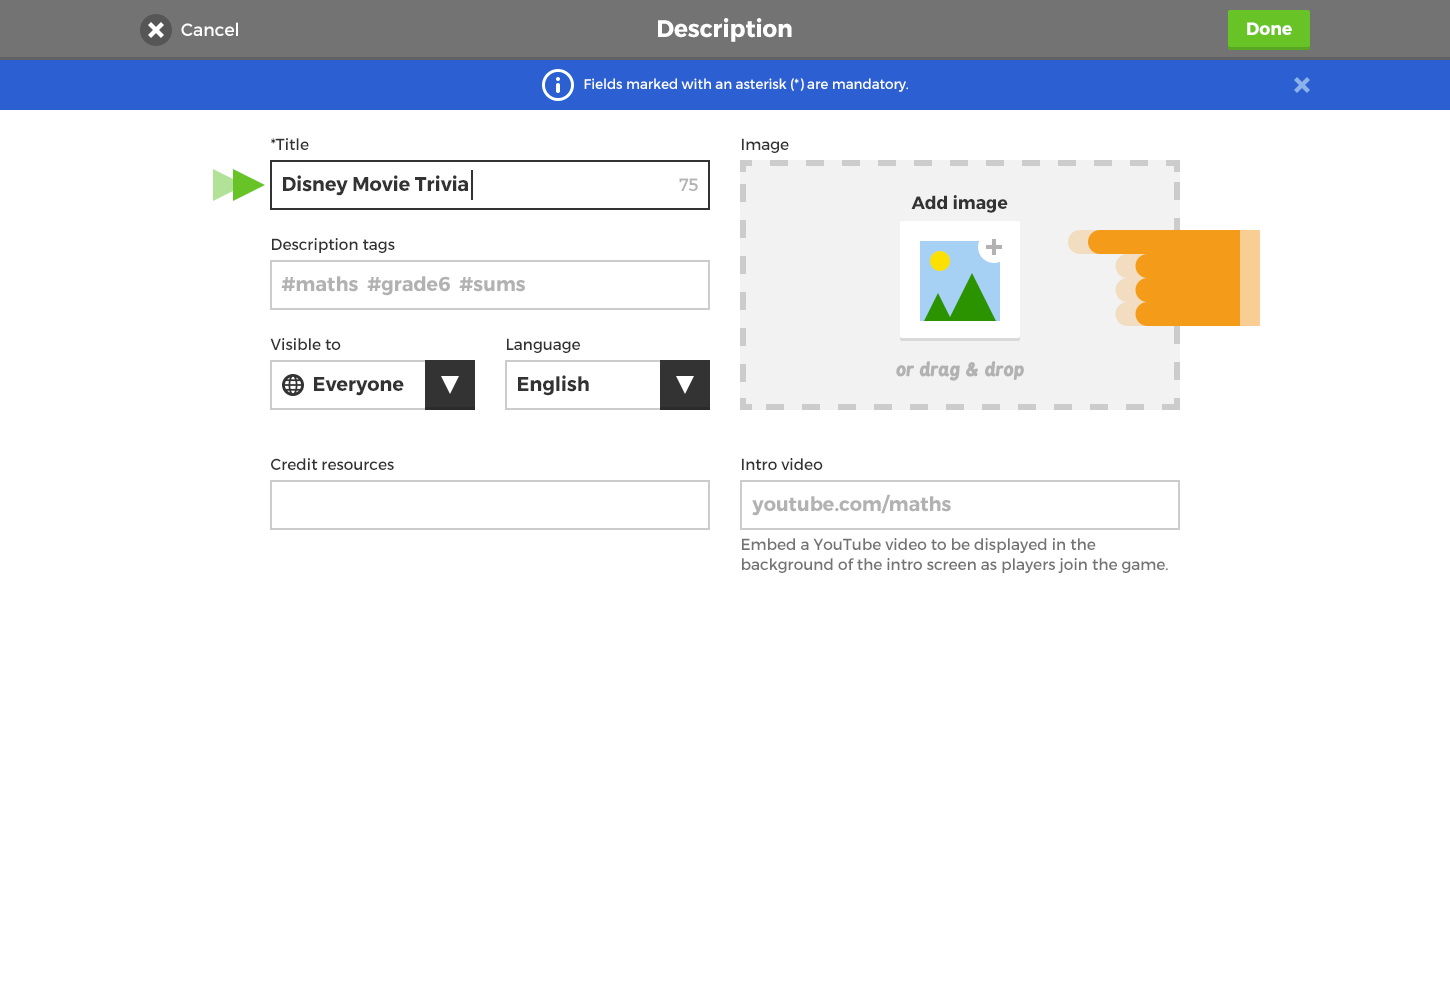 Cancel
Description
Done
Fields marked with an asterisk (*) are mandatory.
*Title
Disney Movie Trivia
75
Description tags
#maths #grade6 #sums
Visible to
Everyone
Language
English
Image
Add image
or drag & drop
Credit resources
Intro video
youtube.com/maths
Embed a YouTube video to be displayed in the
background of the intro screen as players join the game.